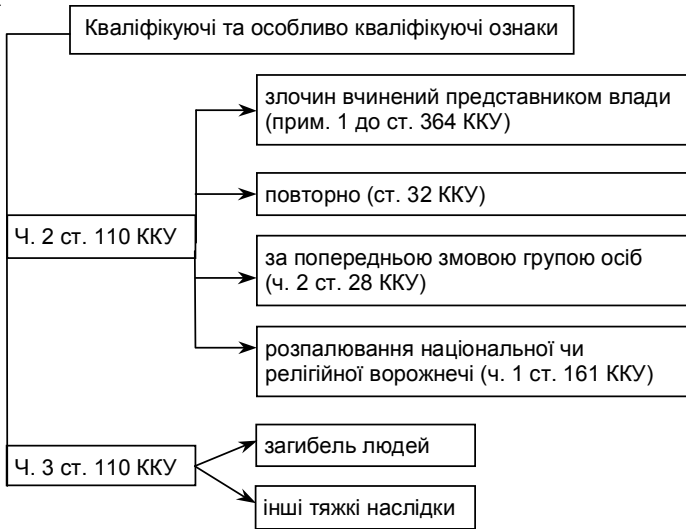 Кваліфікуючі та особливо кваліфікуючі ознаки
злочин вчинений представником влади
(прим. 1 до ст. 364 ККУ)
повторно (ст. 32 ККУ)
Ч. 2 ст. 110 ККУ
за попередньою змовою групою осіб
(ч. 2 ст. 28 ККУ)
розпалювання національної чи
релігійної ворожнечі (ч. 1 ст. 161 ККУ)
загибель людей
Ч. 3 ст. 110 ККУ
інші тяжкі наслідки